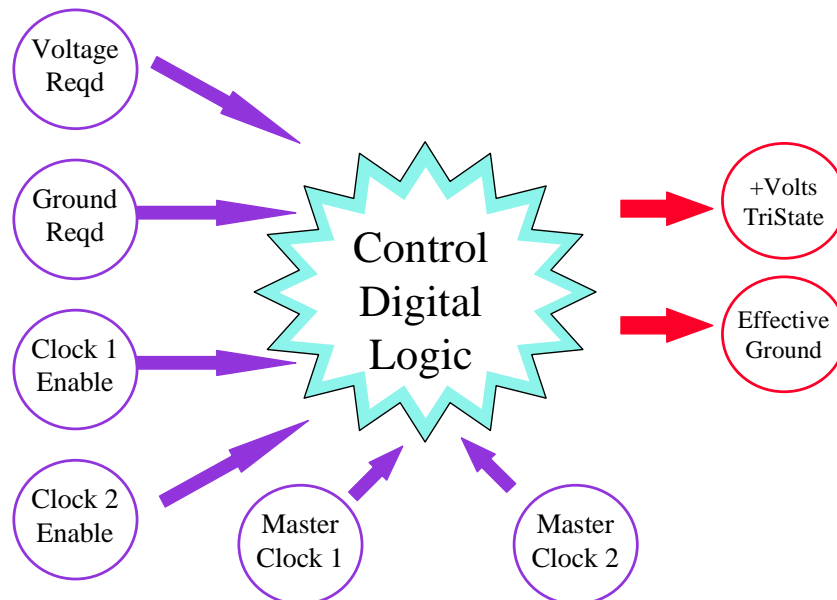 Voltage
Reqd
Ground
Reqd
Clock 1
Enable
Clock 2
Enable
Master
Clock 1
Master
Clock 2
Control
Digital
Logic
+Volts
TriState
Effective
Ground